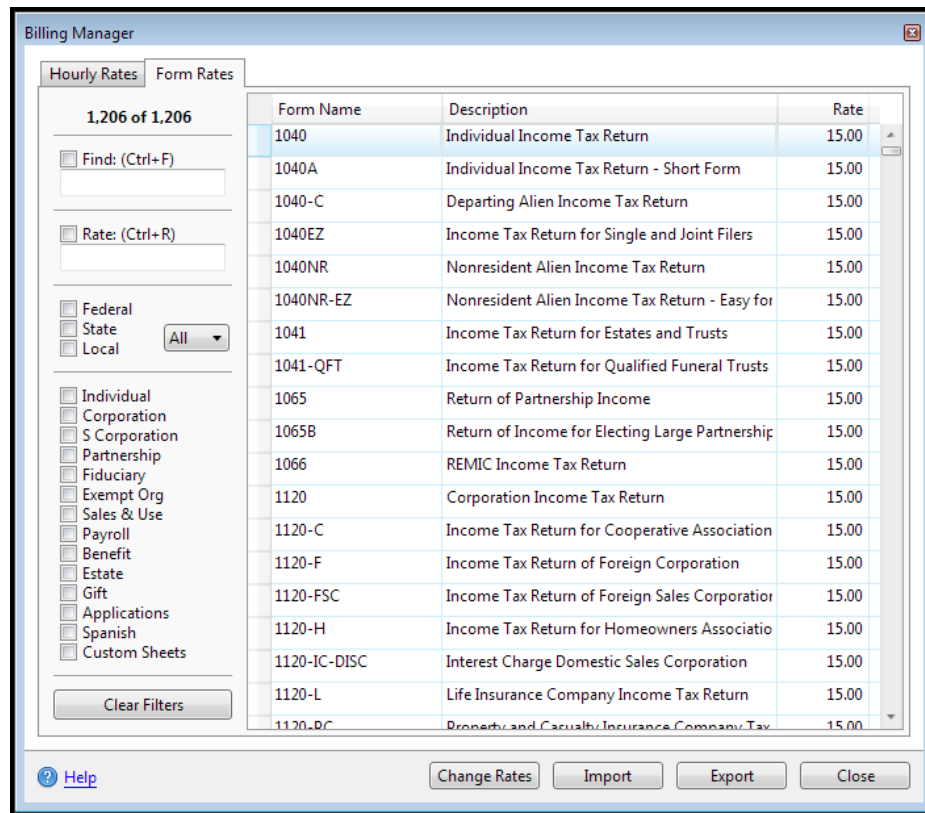 Billing Manager
Hourly Rates Form Rates
1,206 of 1,206
Find: (Ctrl+F)
Rate: (Ctrl+R)
Federal
State
Local
All
Individual
Corporation
S Corporation
Partnership
Fiduciary
Exempt Org
Sales & Use
Payroll
Benefit
Estate
Gift
Applications
Spanish
Custom Sheets
Clear Filters
Form Name Description Rate
1040 Individual Income Tax Return 15.00
1040A Individual Income Tax Return - Short Form 15.00
1040-C Departing Alien Income Tax Return 15.00
1040EZ Income Tax Return for Single and Joint Filers 15.00
1040NR Nonresident Alien Income Tax Return 15.00
1040NR-EZ Nonresident Alien Income Tax Return - Easy for 15.00
1041 Income Tax Return for Estates and Trusts 15.00
1041-QFT Income Tax Return for Qualified Funeral Trusts 15.00
1065 Return of Partnership Income 15.00
1065B Return of Income for Electing Large Partnership 15.00
1066 REMIC Income Tax Return 15.00
1120 Corporation Income Tax Return 15.00
1120-C Income Tax Return for Cooperative Association 15.00
1120-F Income Tax Return of Foreign Corporation 15.00
1120-FSC Income Tax Return of Foreign Sales Corporation 15.00
1120-H Income Tax Return for Homeowners Associatio 15.00
1120-IC-DISC Interest Charge Domestic Sales Corporation 15.00
1120-L Life Insurance Company Income Tax Return 15.00
1120-PC Property and Casualty Insurance Company Tax 15.00
Help
Change Rates Import Export Close